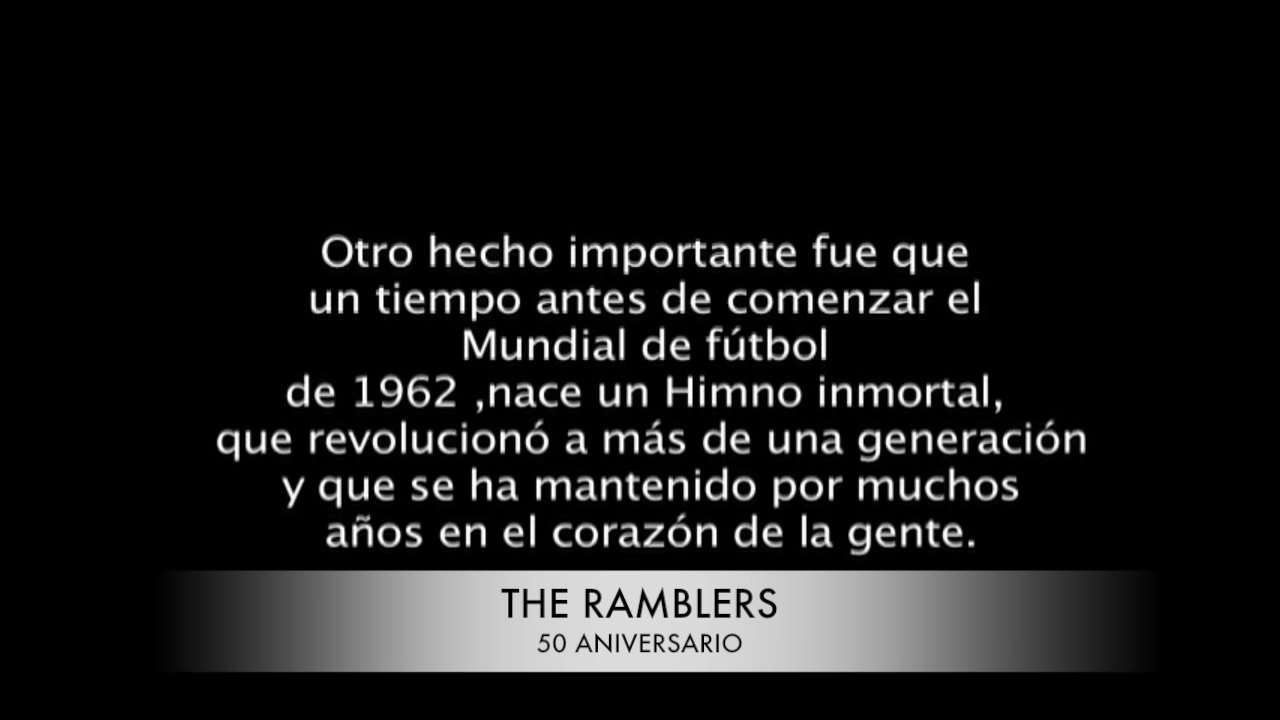 Otro hecho importante fue que
un tiempo antes de comenzar el
Mundial de fútbol
de 1962 ,nace un Himno inmortal,
que revolucionó a más de una generación
y que se ha mantenido por muchos
años en el corazón de la gente.
THE RAMBLERS
50 ANIVERSARIO